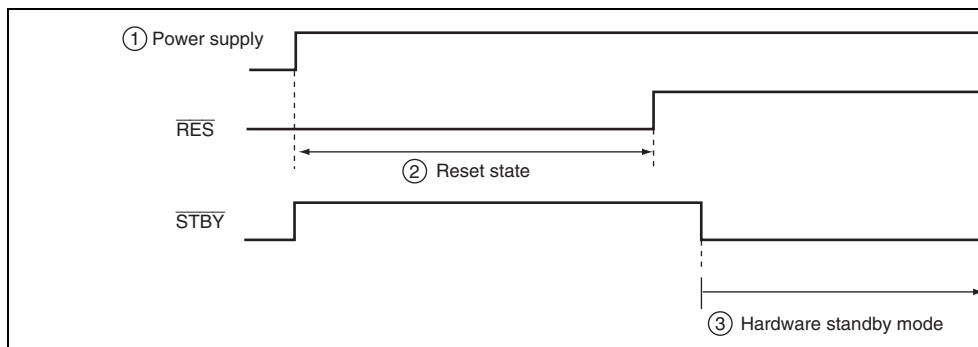 ① Power supply
RES
② Reset state
STBY
③ Hardware standby mode